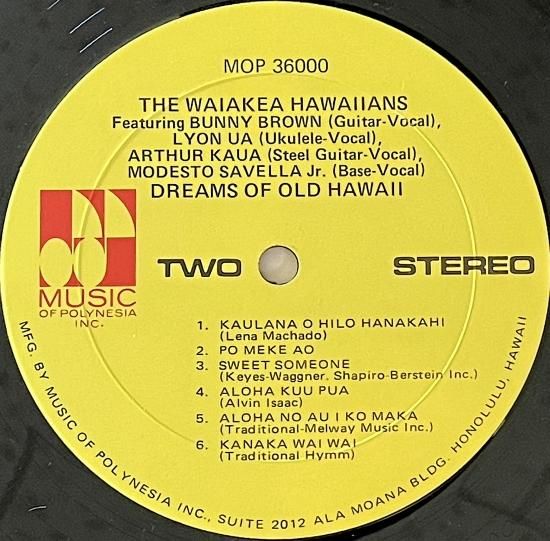 MOP 36000
THE WAIAKEA HAWAIIANS
Featuring BUNNY BROWN (Guitar-Vocal),
LYON UA (Ukulele-Vocal),
ARTHUR KAUA (Steel Guitar-Vocal),
MODESTO SAVELLA Jr. (Base-Vocal)
DREAMS OF OLD HAWAII
MUSIC
OF POLYNESIA
INC.
TWO
STEREO
1. KAULANA O HILO HANAKAHI
(Lena Machado)
2. PO MEKE AO
3. SWEET SOMEONE
(Keyes-Waggner, Shapiro-Berstein Inc.)
4. ALOHA KUU PUA
(Alvin Isaac)
5. ALOHA NO AU I KO MAKA
(Traditional-Melway Music Inc.)
6. KANAKA WAI WAI
(Traditional Hymm)
MFG. BY MUSIC OF POLYNESIA INC., SUITE 2012 ALA MOANA BLDG. HONOLULU, HAWAII